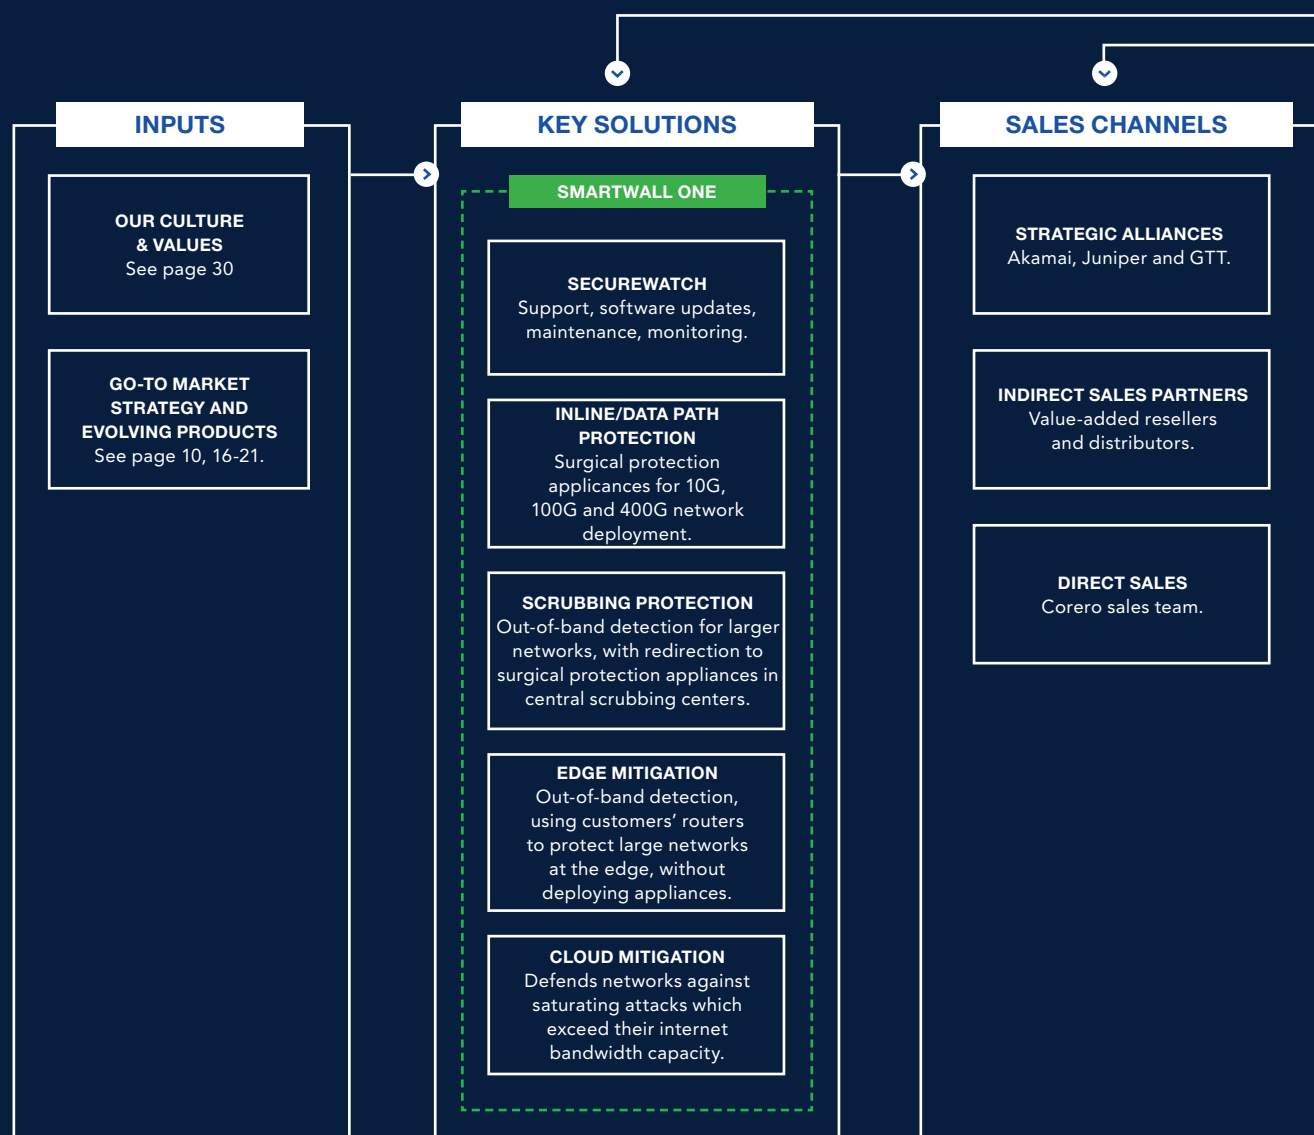 INPUTS
OUR CULTURE
& VALUES
See page 30
GO-TO MARKET
STRATEGY AND
EVOLVING PRODUCTS
See page 10, 16-21.
KEY SOLUTIONS
SMARTWALL ONE
SECUREWATCH
Support, software updates,
maintenance, monitoring.
INLINE/DATA PATH
PROTECTION
Surgical protection
applicances for 10G,
100G and 400G network
deployment.
SCRUBBING PROTECTION
Out-of-band detection for larger
networks, with redirection to
surgical protection appliances in
central scrubbing centers.
EDGE MITIGATION
Out-of-band detection,
using customers’ routers
to protect large networks
at the edge, without
deploying appliances.
CLOUD MITIGATION
Defends networks against
saturating attacks which
exceed their internet
bandwidth capacity.
SALES CHANNELS
STRATEGIC ALLIANCES
Akamai, Juniper and GTT.
INDIRECT SALES PARTNERS
Value-added resellers
and distributors.
DIRECT SALES
Corero sales team.